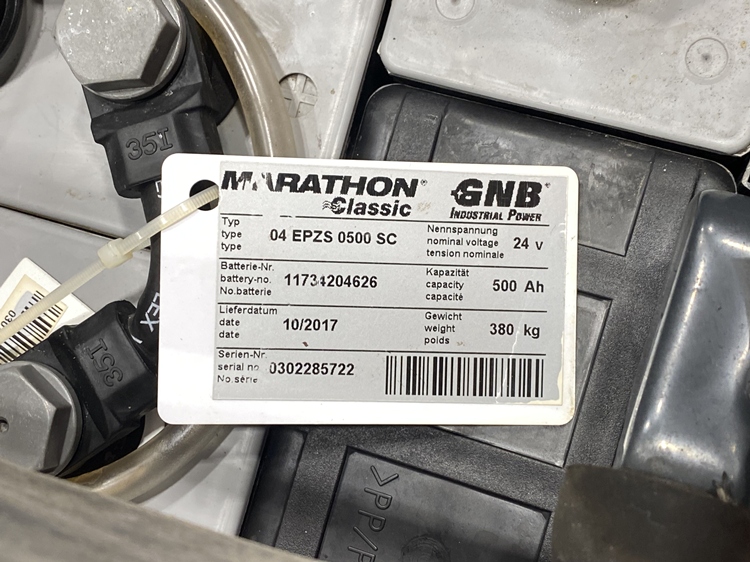 35I
MARATHON®
Classic
GNB®
INDUSTRIAL POWER
Typ
type
type
04 EPZS 0500 SC
Nennspannung
nominal voltage
tension nominale
24 v
Batterie-Nr.
battery-no.
No.batterie
11734204626
Kapazität
capacity
capacité
500 Ah
Lieferdatum
date
date
10/2017
Gewicht
weight
poids
380 kg
Serien-Nr.
serial no.
No.série
0302285722
35I
>PP/